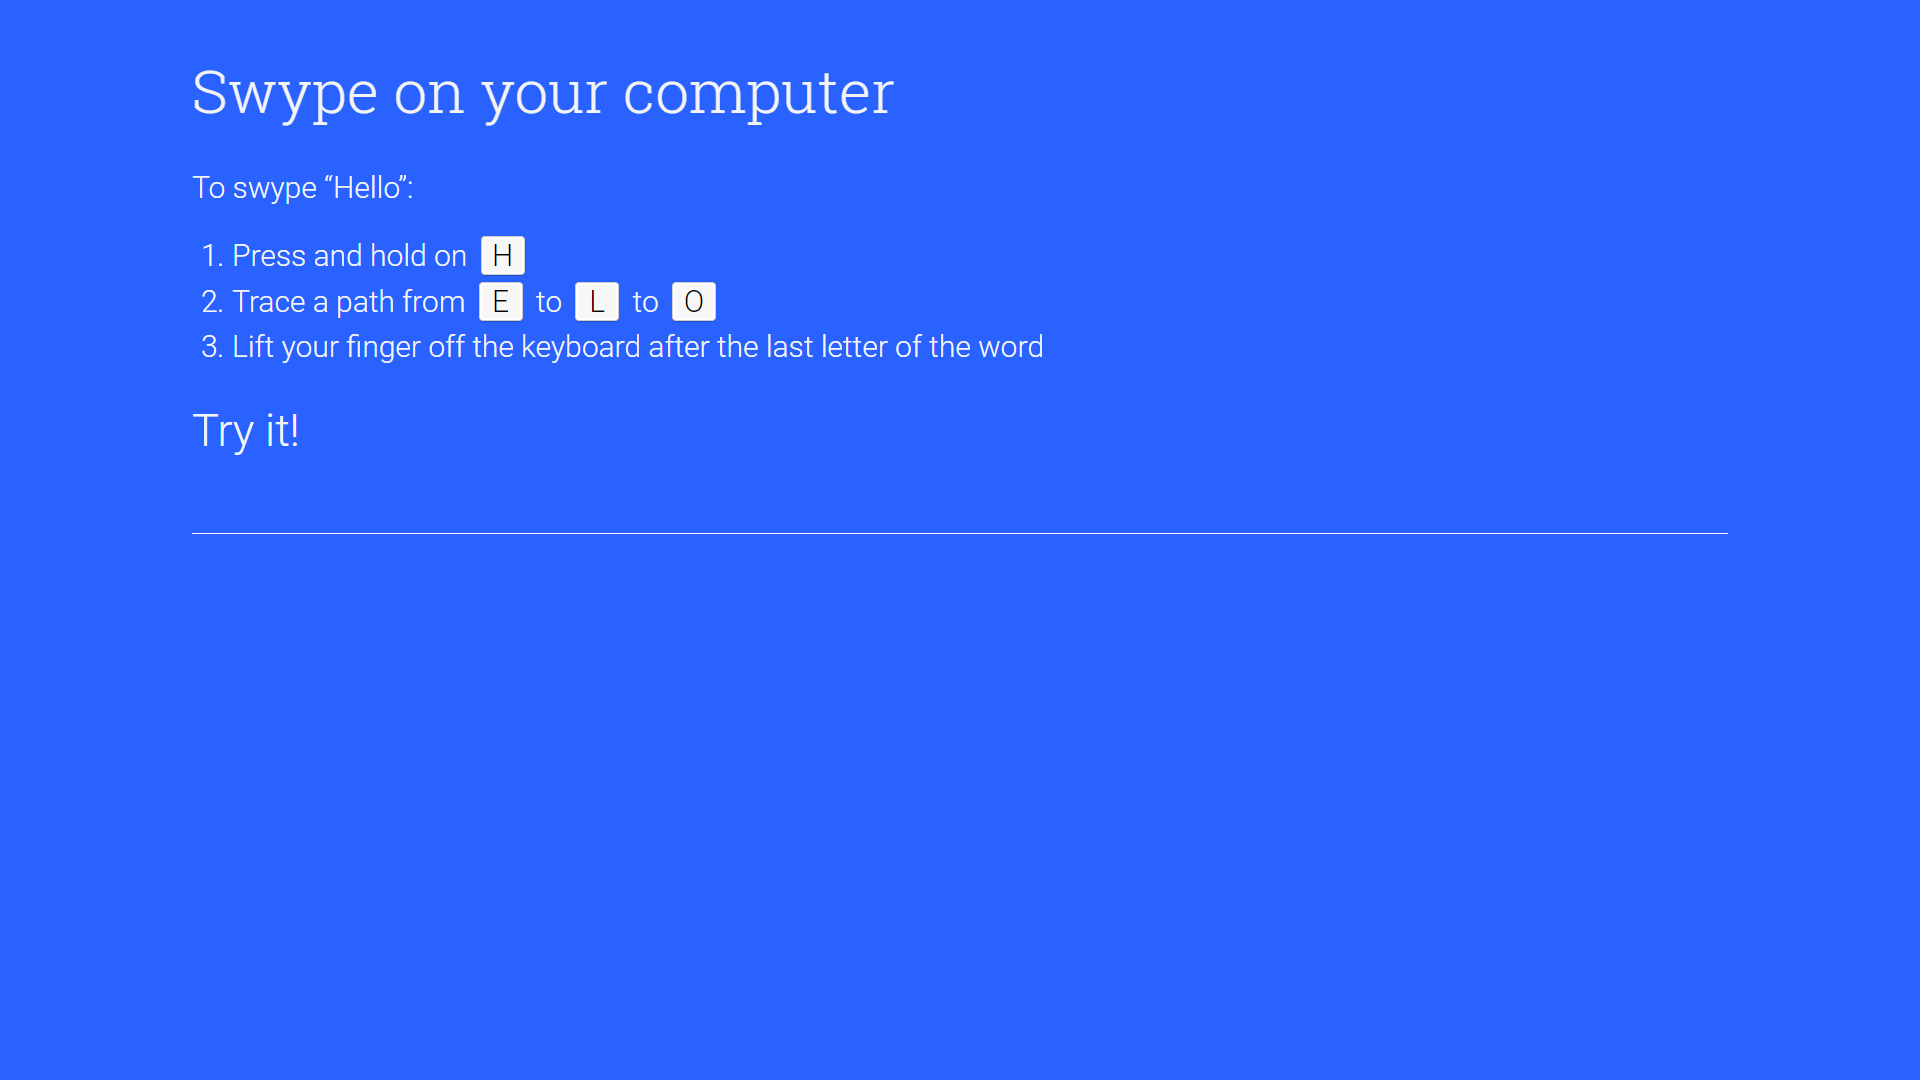 Swype on your computer
To swype “Hello”:
1. Press and hold on H
2. Trace a path from E to L to O
3. Lift your finger off the keyboard after the last letter of the word
Try it!